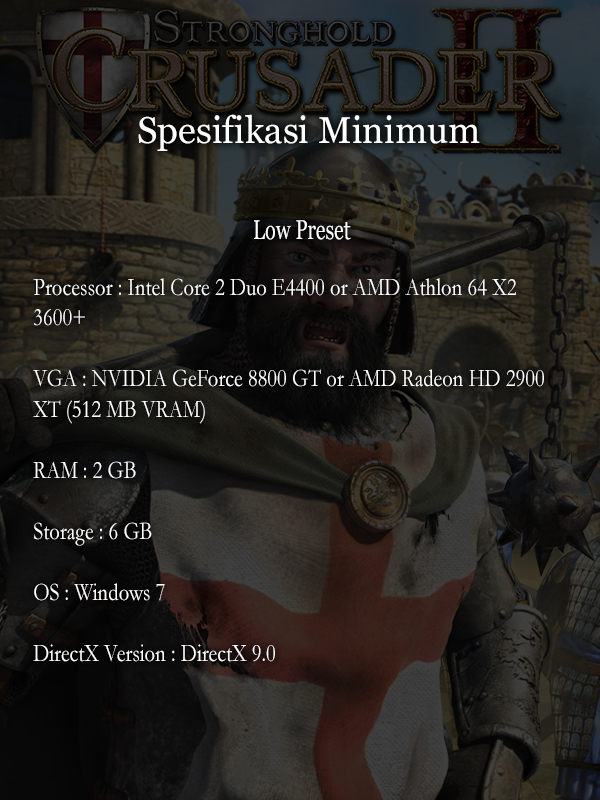 STRONGHOLD
CRUSADER II
Spesifikasi Minimum
Low Preset
Processor : Intel Core 2 Duo E4400 or AMD Athlon 64 X2
3600+
VGA : NVIDIA GeForce 8800 GT or AMD Radeon HD 2900
XT (512 MB VRAM)
RAM : 2 GB
Storage : 6 GB
OS : Windows 7
DirectX Version : DirectX 9.0